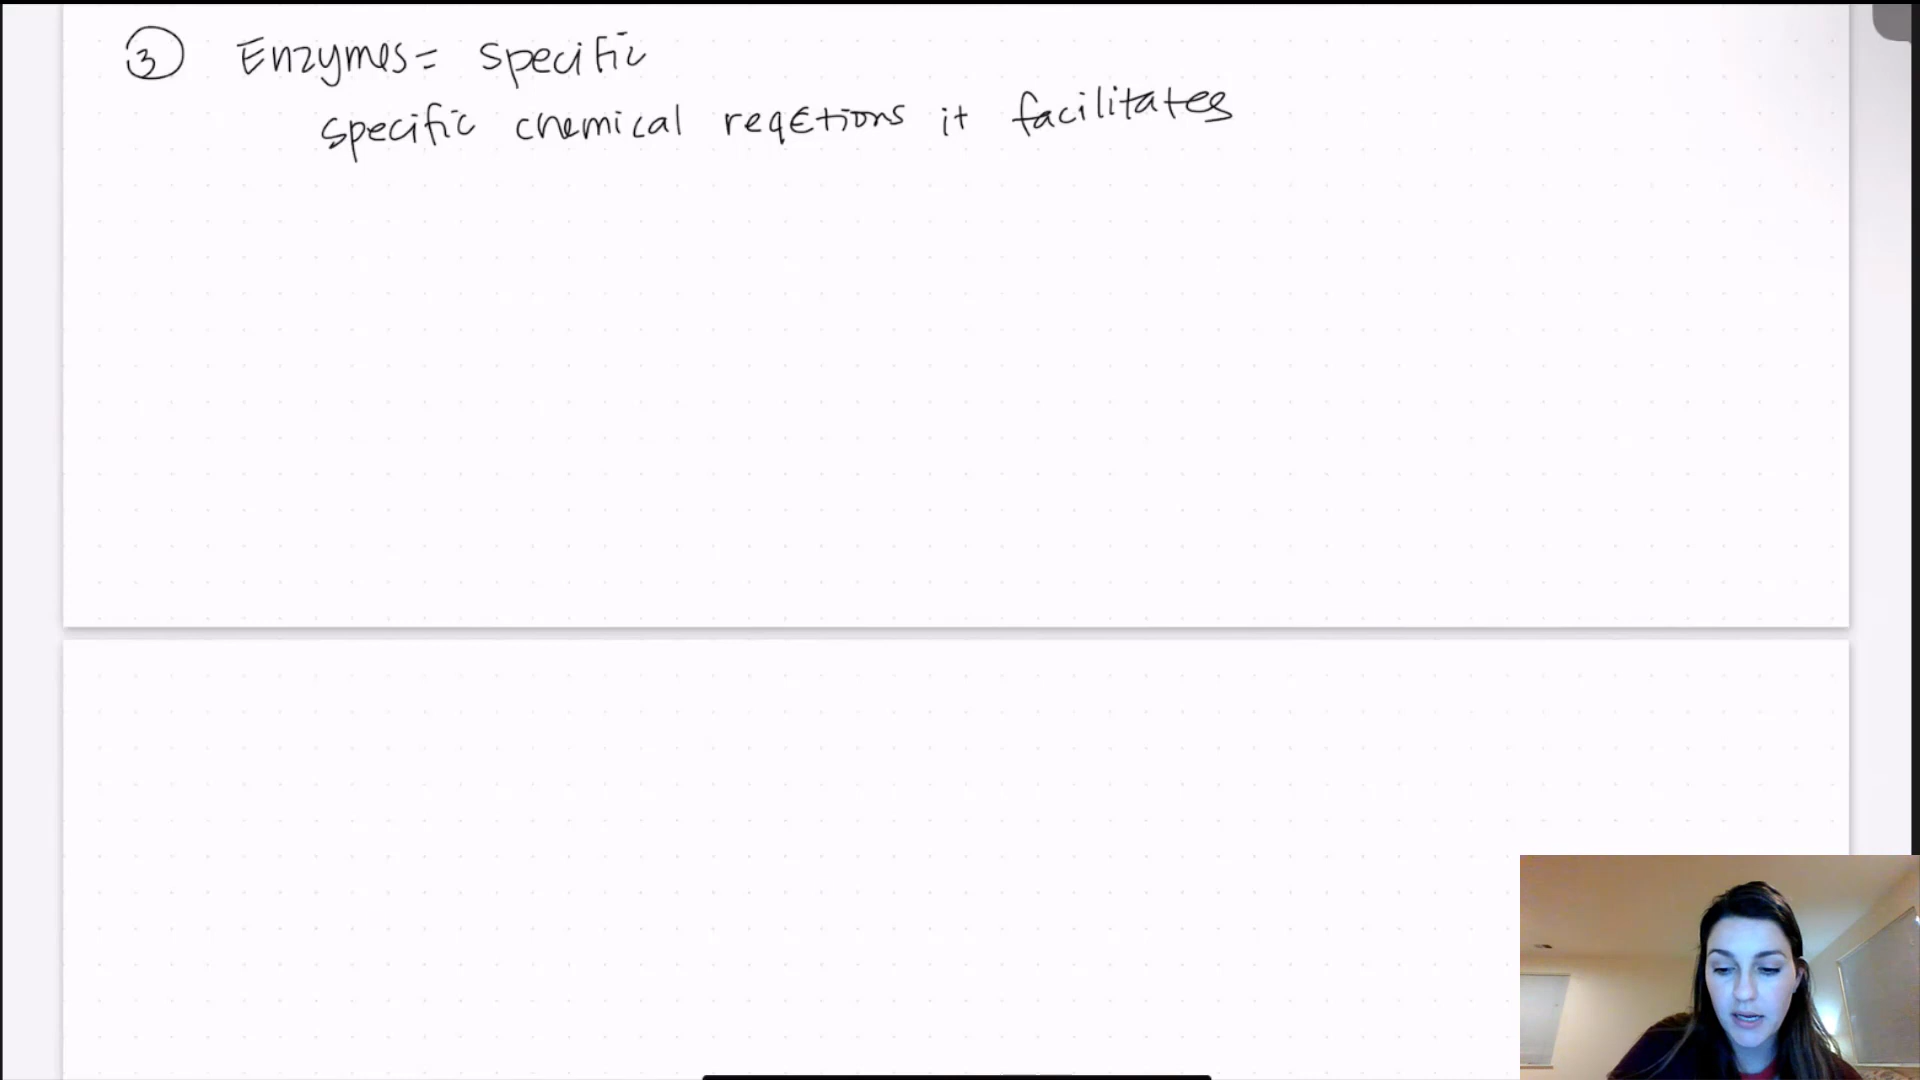 ③ Enzymes = specific
specific chemical reactions it facilitates